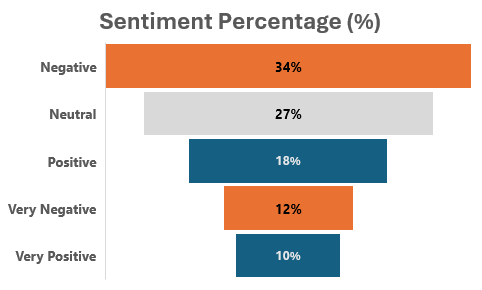 Sentiment Percentage (%)
Negative 34%
Neutral 27%
Positive 18%
Very Negative 12%
Very Positive 10%